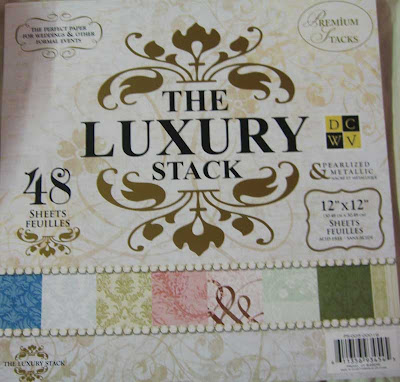 THE PERFECT PAPER
FOR WEDDINGS & OTHER
FORMAL EVENTS
PREMIUM
STACKS
THE
LUXURY
STACK
D C
W V
48
SHEETS
FEUILLES
& PEARLIZED
METALLIC
12" x 12"
SHEETS
FEUILLES
&
THE LUXURY STACK